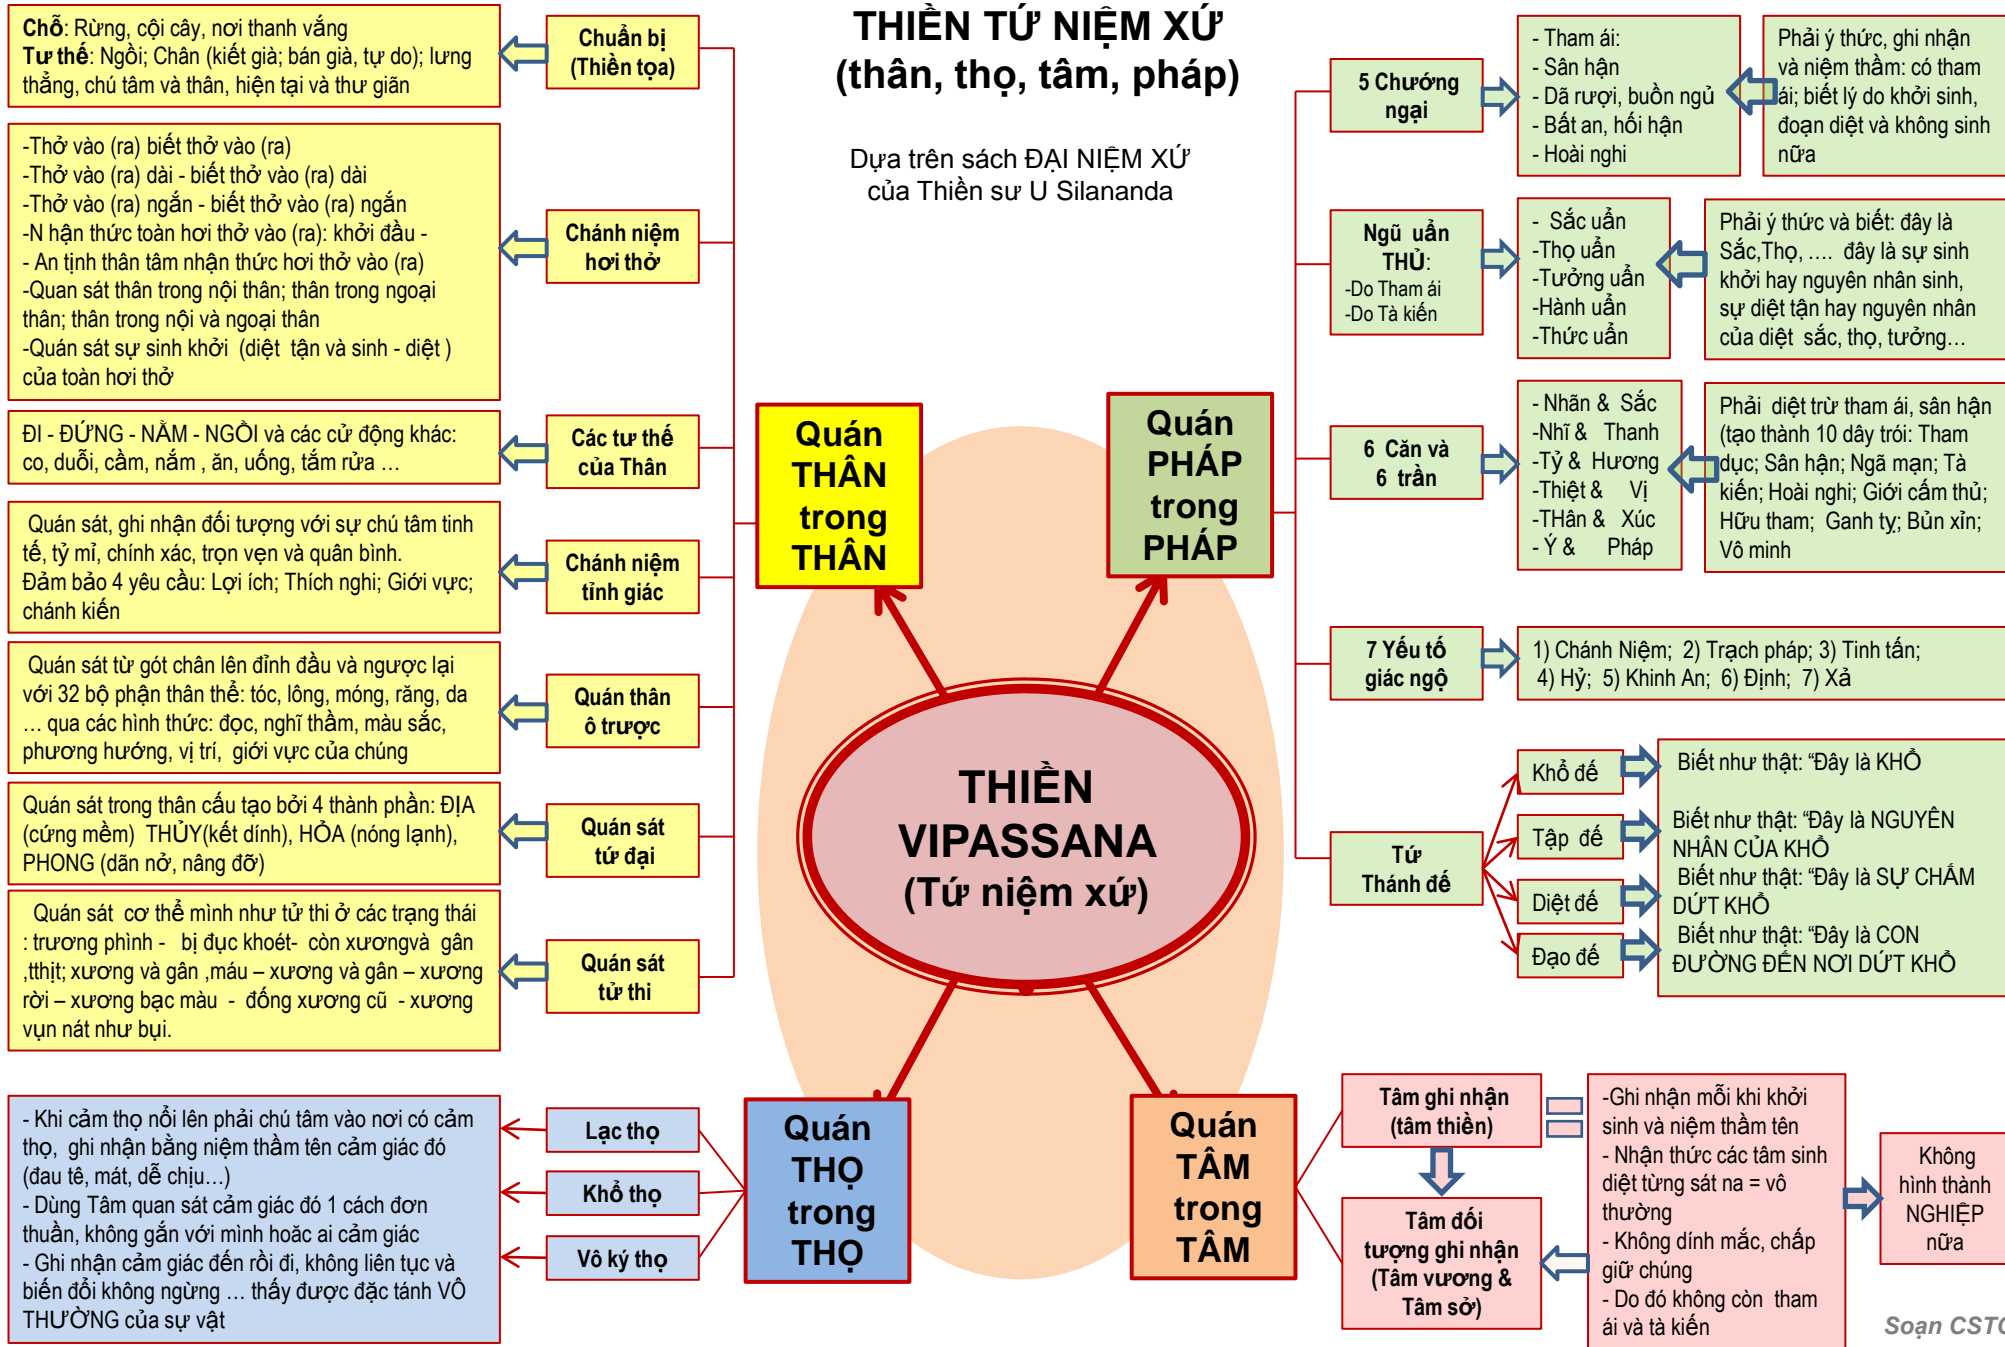 THIỀN TỨ NIỆM XỨ
(thân, thọ, tâm, pháp)
Dựa trên sách ĐẠI NIỆM XỨ
của Thiền sư U Silananda
Chỗ: Rừng, cội cây, nơi thanh vắng
Tư thế: Ngồi; Chân (kiết già; bán già, tự do); lưng
thẳng, chú tâm và thân, hiện tại và thư giãn
Chuẩn bị
(Thiền tọa)
-Thở vào (ra) biết thở vào (ra)
-Thở vào (ra) dài - biết thở vào (ra) dài
-Thở vào (ra) ngắn - biết thở vào (ra) ngắn
-N hận thức toàn hơi thở vào (ra): khởi đầu -
- An tịnh thân tâm nhận thức hơi thở vào (ra)
-Quan sát thân trong nội thân; thân trong ngoại
thân; thân trong nội và ngoại thân
-Quán sát sự sinh khởi (diệt tận và sinh - diệt )
của toàn hơi thở
Chánh niệm
hơi thở
ĐI - ĐỨNG - NẰM - NGỒI và các cử động khác:
co, duỗi, cầm, nắm , ăn, uống, tắm rửa ...
Các tư thế
của Thân
Quán sát, ghi nhận đối tượng với sự chú tâm tinh
tế, tỷ mỉ, chính xác, trọn vẹn và quân bình.
Đảm bảo 4 yêu cầu: Lợi ích; Thích nghi; Giới vực;
chánh kiến
Chánh niệm
tỉnh giác
Quán sát từ gót chân lên đỉnh đầu và ngược lại
với 32 bộ phận thân thể: tóc, lông, móng, răng, da
... qua các hình thức: đọc, nghĩ thầm, màu sắc,
phương hướng, vị trí, giới vực của chúng
Quán thân
ô trược
Quán sát trong thân cấu tạo bởi 4 thành phần: ĐỊA
(cứng mềm) THỦY(kết dính), HỎA (nóng lạnh),
PHONG (dãn nở, nâng đỡ)
Quán sát
tứ đại
Quán sát cơ thể mình như tử thi ở các trạng thái
: trương phình - bị đục khoét- còn xươngvà gân
,tthịt; xương và gân ,máu – xương và gân – xương
rời – xương bạc màu - đống xương cũ - xương
vụn nát như bụi.
Quán sát
tử thi
Quán
THÂN
trong
THÂN
Quán
PHÁP
trong
PHÁP
THIỀN
VIPASSANA
(Tứ niệm xứ)
Quán
THỌ
trong
THỌ
Quán
TÂM
trong
TÂM
- Khi cảm thọ nổi lên phải chú tâm vào nơi có cảm
thọ, ghi nhận bằng niệm thầm tên cảm giác đó
(đau tê, mát, dễ chịu...)
- Dùng Tâm quan sát cảm giác đó 1 cách đơn
thuần, không gắn với mình hoăc ai cảm giác
- Ghi nhận cảm giác đến rồi đi, không liên tục và
biến đổi không ngừng ... thấy được đặc tánh VÔ
THƯỜNG của sự vật
Lạc thọ
Khổ thọ
Vô ký thọ
5 Chướng
ngại
- Tham ái:
- Sân hận
- Dã rượi, buồn ngủ
- Bất an, hối hận
- Hoài nghi
Phải ý thức, ghi nhận
và niệm thầm: có tham
ái; biết lý do khởi sinh,
đoạn diệt và không sinh
nữa
Ngũ uẩn
THỦ:
-Do Tham ái
-Do Tà kiến
- Sắc uẩn
-Thọ uẩn
-Tưởng uẩn
-Hành uẩn
-Thức uẩn
Phải ý thức và biết: đây là
Sắc,Thọ, .... đây là sự sinh
khởi hay nguyên nhân sinh,
sự diệt tận hay nguyên nhân
của diệt sắc, thọ, tưởng...
6 Căn và
6 trần
- Nhãn & Sắc
-Nhĩ & Thanh
-Tỷ & Hương
-Thiệt & Vị
-THân & Xúc
- Ý & Pháp
Phải diệt trừ tham ái, sân hận
(tạo thành 10 dây trói: Tham
dục; Sân hận; Ngã mạn; Tà
kiến; Hoài nghi; Giới cấm thủ;
Hữu tham; Ganh tỵ; Bủn xỉn;
Vô minh
7 Yếu tố
giác ngộ
1) Chánh Niệm; 2) Trạch pháp; 3) Tinh tấn;
4) Hỷ; 5) Khinh An; 6) Định; 7) Xả
Tứ
Thánh đế
Khổ đế
Tập đế
Diệt đế
Đạo đế
Biết như thật: “Đây là KHỔ
Biết như thật: “Đây là NGUYÊN
NHÂN CỦA KHỔ
Biết như thật: “Đây là SỰ CHẤM
DỨT KHỔ
Biết như thật: “Đây là CON
ĐƯỜNG ĐẾN NƠI DỨT KHỔ
Tâm ghi nhận
(tâm thiền)
Tâm đối
tượng ghi nhận
(Tâm vương &
Tâm sở)
-Ghi nhận mỗi khi khởi
sinh và niệm thầm tên
- Nhận thức các tâm sinh
diệt từng sát na = vô
thường
- Không dính mắc, chấp
giữ chúng
- Do đó không còn tham
ái và tà kiến
Không
hình thành
NGHIỆP
nữa
Soạn CSTC